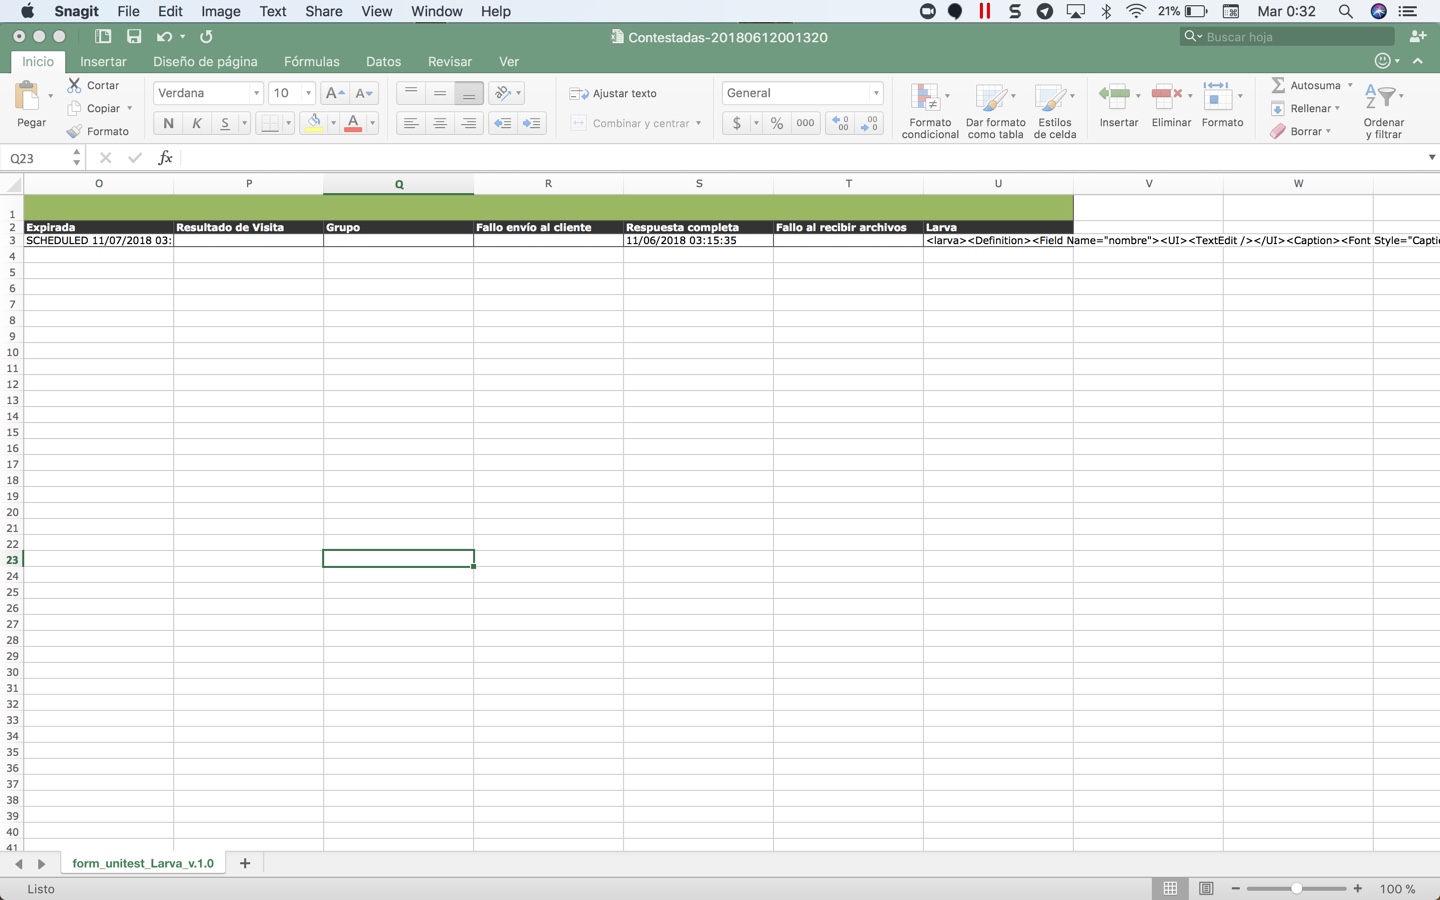 Snagit File Edit Image Text Share View Window Help 21% Mar 0:32
Contestadas-20180612001320 Buscar hoja
Inicio Insertar Diseño de página Fórmulas Datos Revisar Ver
Pegar
Cortar
Copiar
Formato
Verdana 10 A A
N K S A
Ajustar texto
Combinar y centrar
General
$ % 000
Formato condicional
Dar formato como tabla
Estilos de celda
Insertar
Eliminar
Formato
Autosuma
Rellenar
Borrar
Ordenar y filtrar
Q23 fx
O P Q R S T U V W
1
2 Expirada Resultado de Visita Grupo Fallo envío al cliente Respuesta completa Fallo al recibir archivos Larva
3 SCHEDULED 11/07/2018 03: 11/06/2018 03:15:35 <larva><Definition><Field Name="nombre"><UI><TextEdit /></UI><Caption><Font Style="Capti
4
5
6
7
8
9
10
11
12
13
14
15
16
17
18
19
20
21
22
23
24
25
26
27
28
29
30
31
32
33
34
35
36
37
38
39
40
41
form_unitest_Larva_v.1.0 +
Listo 100 %